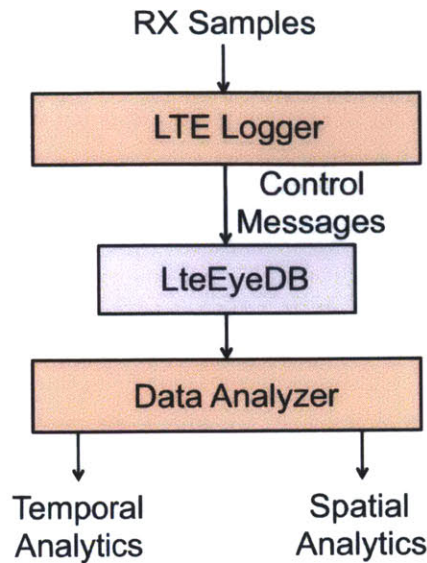 RX Samples
LTE Logger
Control
Messages
LteEyeDB
Data Analyzer
Temporal
Analytics
Spatial
Analytics